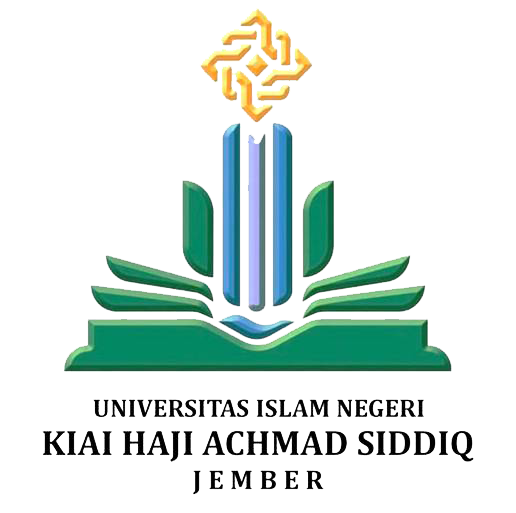 UNIVERSITAS ISLAM NEGERI
KIAI HAJI ACHMAD SIDDIQ
JEMBER